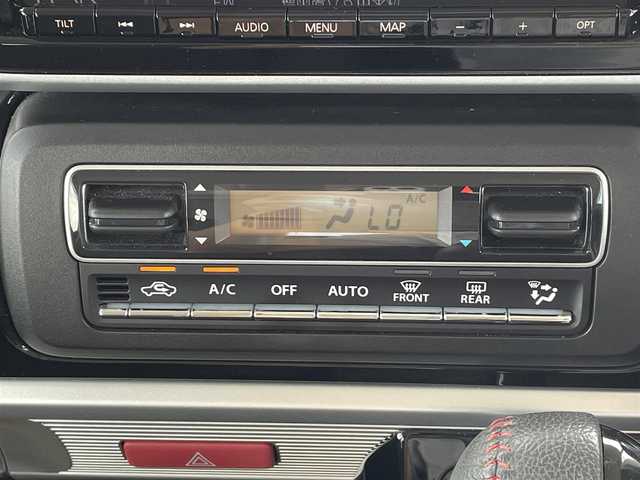 TILT AUDIO MENU MAP − + OPT
A/C
LO
A/C OFF AUTO FRONT REAR